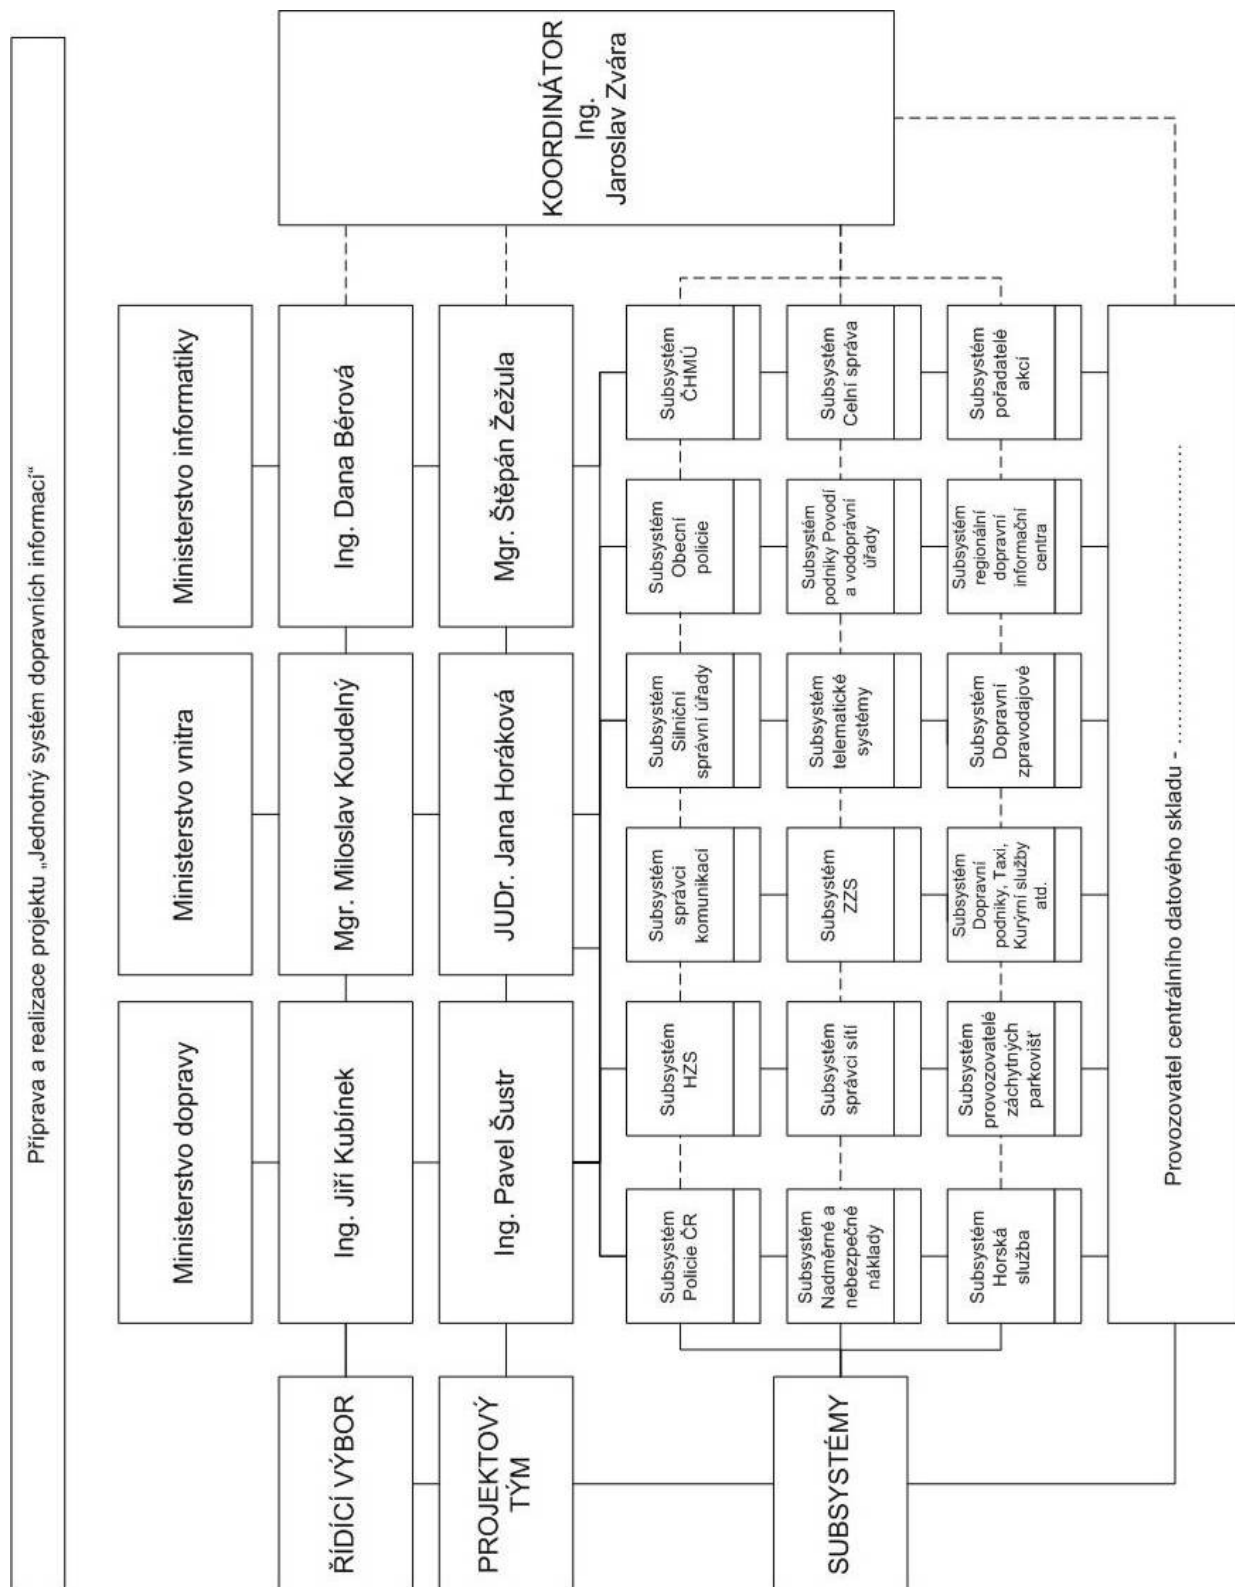 Příprava a realizace projektu „Jednotný systém dopravních informací“
Ministerstvo dopravy
Ministerstvo vnitra
Ministerstvo informatiky
ŘÍDÍCÍ VÝBOR
Ing. Jiří Kubínek
Mgr. Miloslav Koudelný
Ing. Dana Bérová
KOORDINÁTOR
Ing.
Jaroslav Zvára
PROJEKTOVÝ
TÝM
Ing. Pavel Šustr
JUDr. Jana Horáková
Mgr. Štěpán Žežula
SUBSYSTÉMY
Subsystém
Policie ČR
Subsystém
HZS
Subsystém
správci
komunikací
Subsystém
Silniční
správní úřady
Subsystém
Obecní
policie
Subsystém
ČHMÚ
Subsystém
Nadměrné a
nebezpečné
náklady
Subsystém
správci sítí
Subsystém
ZZS
Subsystém
telematické
systémy
Subsystém
podniky Povodí
a vodoprávní
úřady
Subsystém
Celní správa
Subsystém
Horská
služba
Subsystém
provozovatelé
záchytných
parkovišť
Subsystém
Dopravní
podniky, Taxi,
Kurýrní služby
atd.
Subsystém
Dopravní
zpravodajové
Subsystém
regionální
dopravní
informační
centra
Subsystém
pořadatelé
akcí
Provozovatel centrálního datového skladu - ……………………………